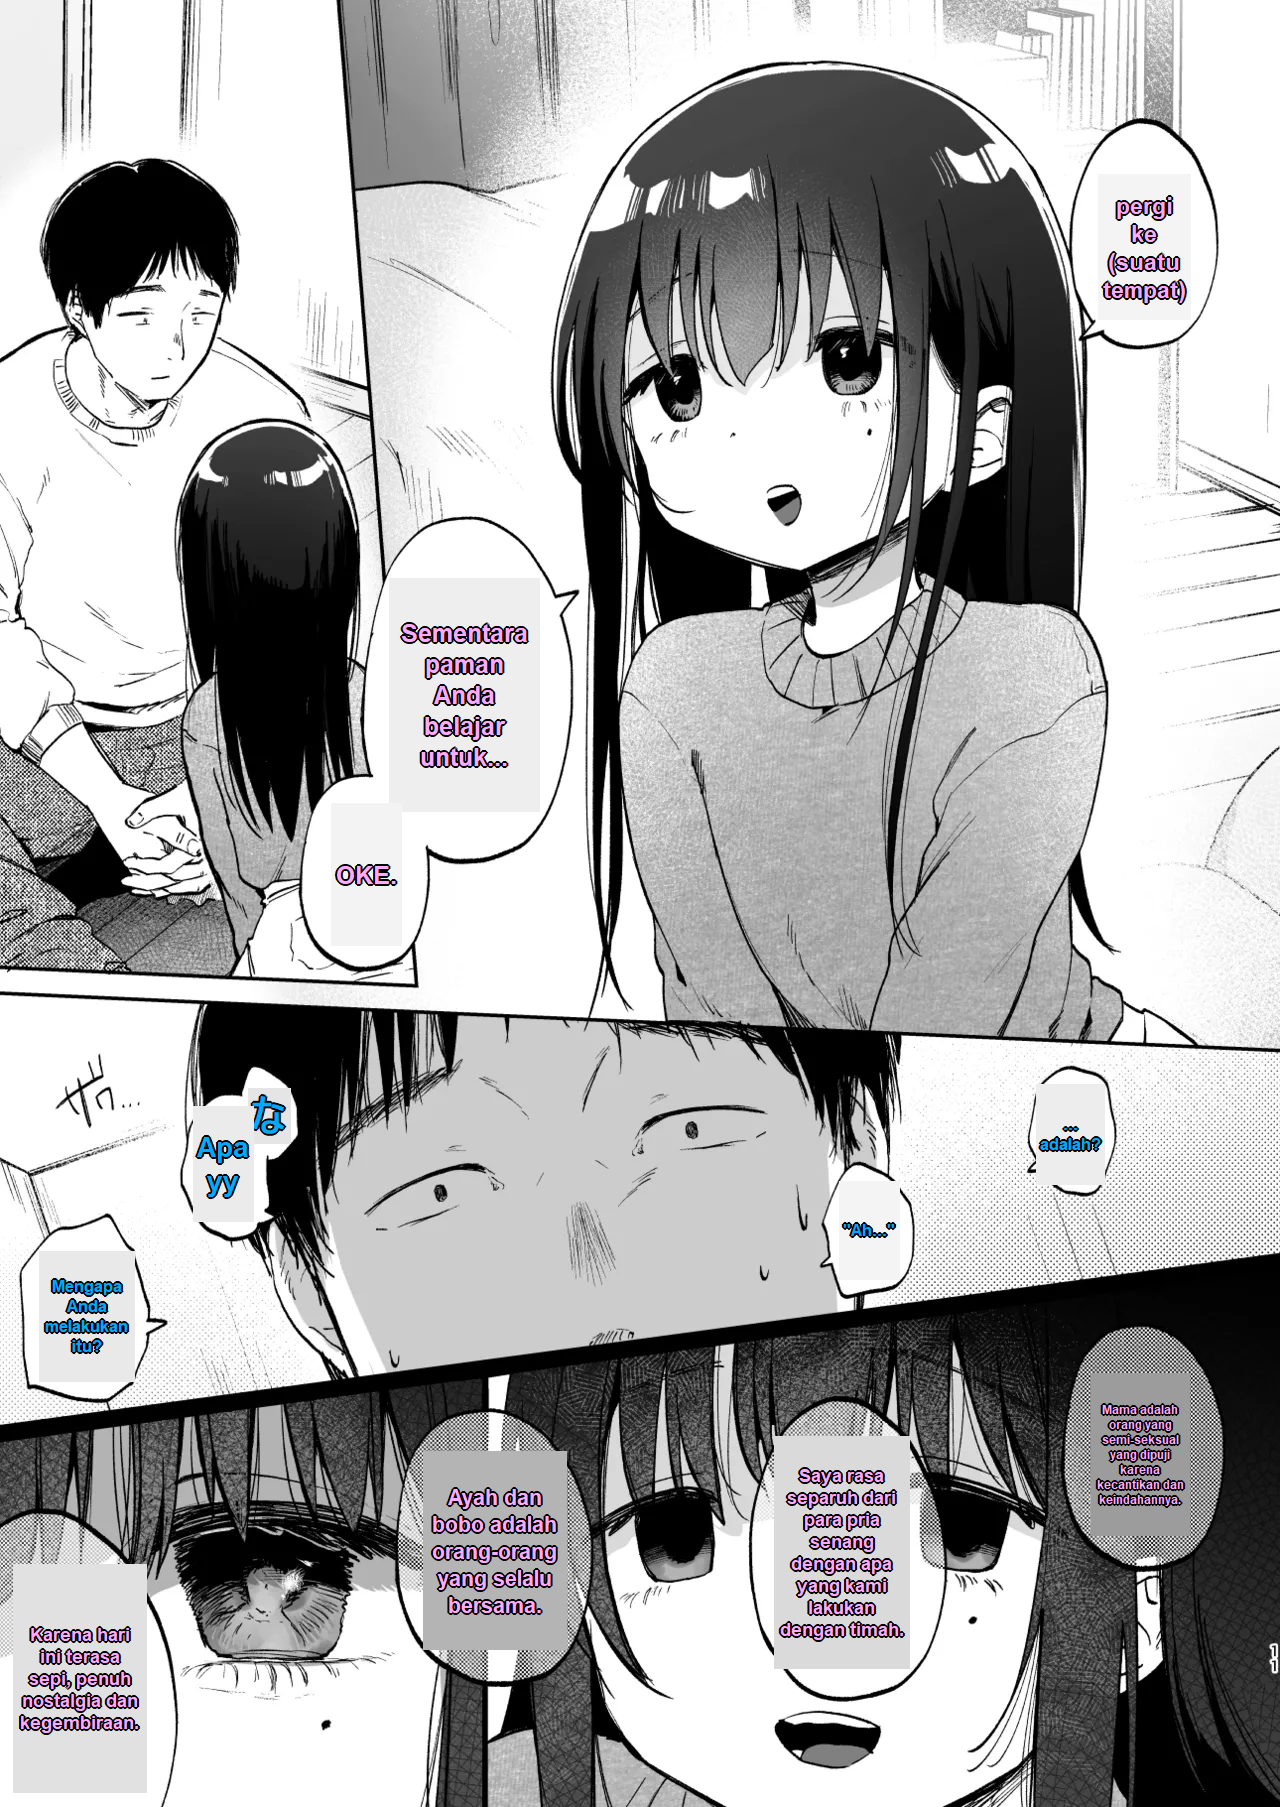 pergi
ke
(suatu
tempat)
Sementara
paman
Anda
belajar
untuk...
OKE.
ザワ...
...
adalah?
"Ah..."
な
Apa
yy
Mengapa
Anda
melakukan
itu?
Mama adalah
orang yang
semi-seksual
yang dipuji
karena
kecantikan dan
keindahannya.
Saya rasa
separuh dari
para pria
senang
dengan apa
yang kami
lakukan
dengan timah.
Ayah dan
bobo adalah
orang-orang
yang selalu
bersama.
Karena hari
ini terasa
sepi, penuh
nostalgia dan
kegembiraan.
11